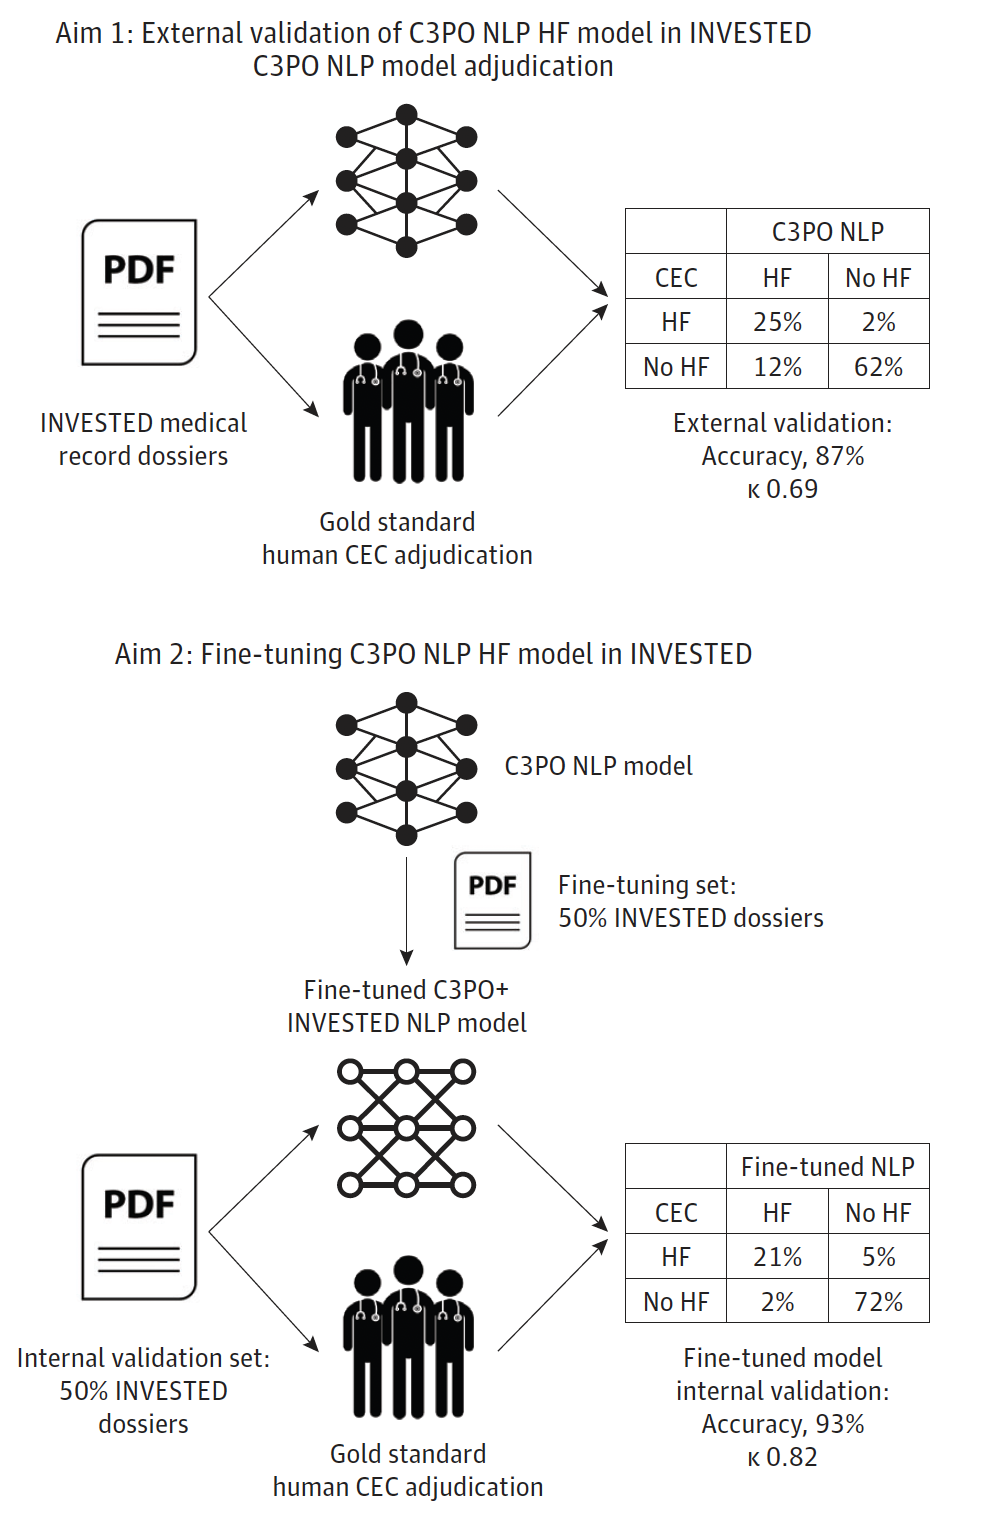 Aim 1: External validation of C3PO NLP HF model in INVESTED
C3PO NLP model adjudication
PDF
INVESTED medical
record dossiers
Gold standard
human CEC adjudication
C3PO NLP
CEC HF No HF
HF 25% 2%
No HF 12% 62%
External validation:
Accuracy, 87%
κ 0.69
Aim 2: Fine-tuning C3PO NLP HF model in INVESTED
C3PO NLP model
PDF
Fine-tuning set:
50% INVESTED dossiers
Fine-tuned C3PO+
INVESTED NLP model
PDF
Internal validation set:
50% INVESTED
dossiers
Gold standard
human CEC adjudication
Fine-tuned NLP
CEC HF No HF
HF 21% 5%
No HF 2% 72%
Fine-tuned model
internal validation:
Accuracy, 93%
κ 0.82